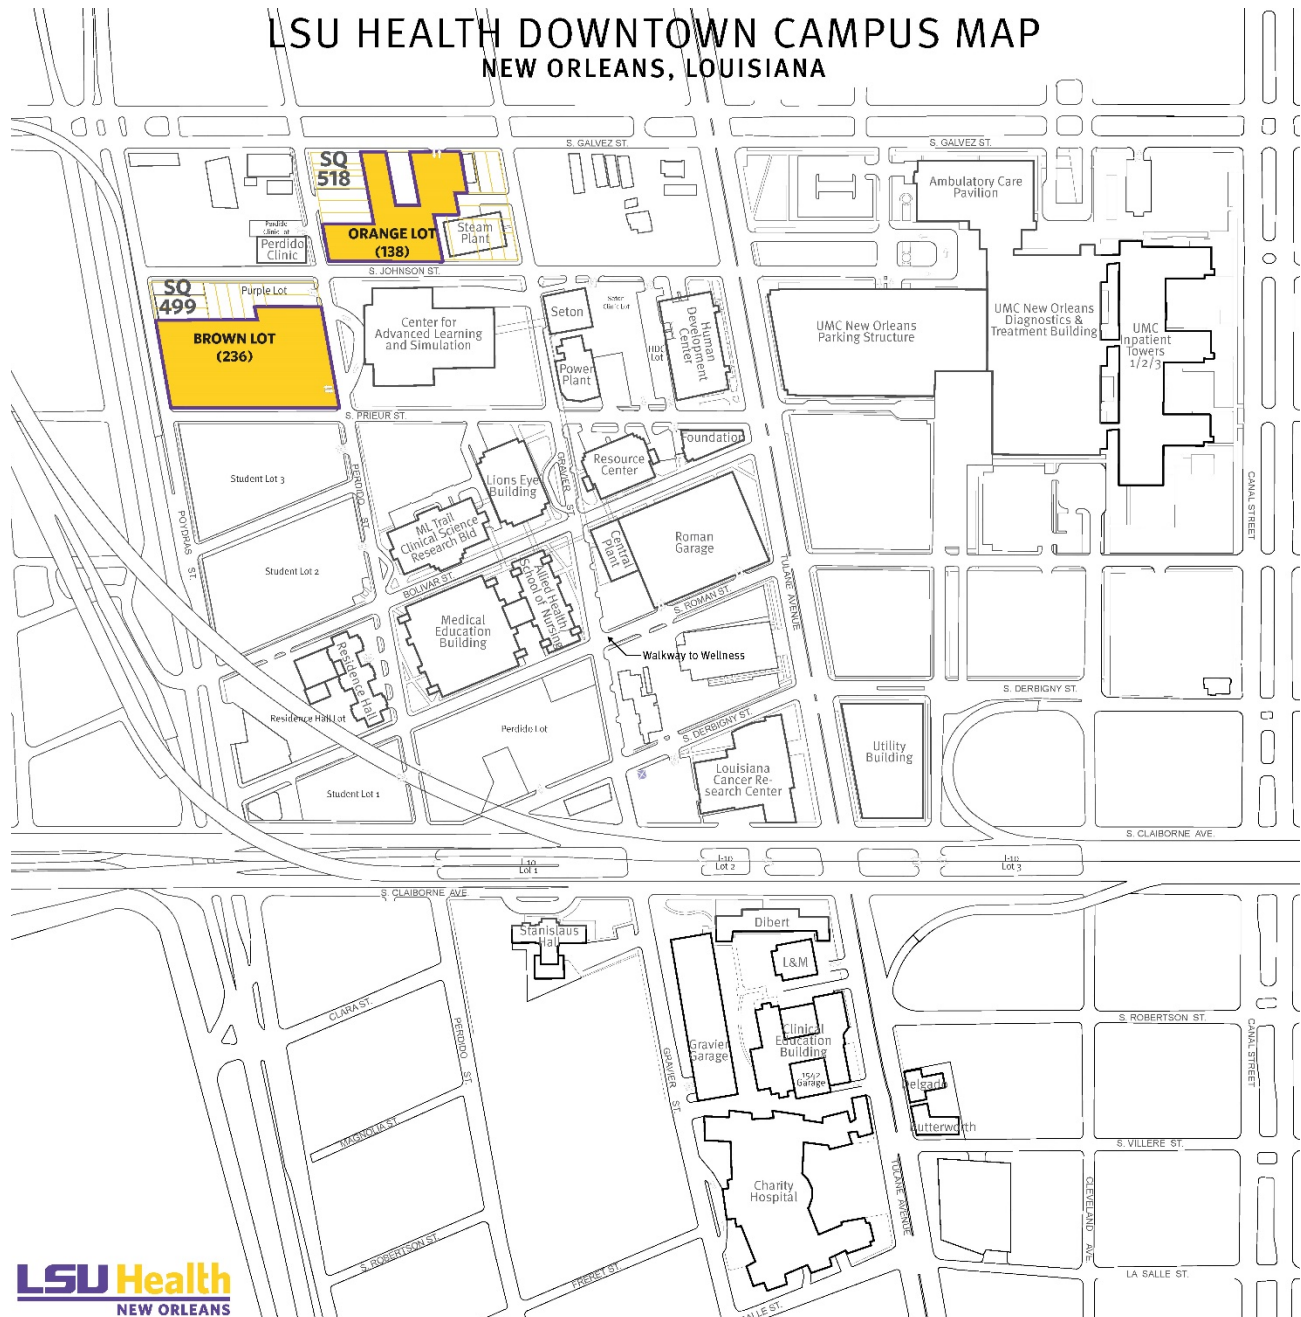 LSU HEALTH DOWNTOWN CAMPUS MAP
NEW ORLEANS, LOUISIANA
S. GALVEZ ST.
S. GALVEZ ST.
SQ
518
ORANGE LOT
(138)
Steam
Plant
Perdido
Clinic Lot
Perdido
Clinic
Ambulatory Care
Pavilion
S. JOHNSON ST.
SQ
499
Purple Lot
BROWN LOT
(236)
Center for
Advanced Learning
and Simulation
Seton
Seton
Clinic Lot
Power
Plant
HDC
Lot
Human
Development
Center
UMC New Orleans
Parking Structure
UMC New Orleans
Diagnostics &
Treatment Building
UMC
Inpatient
Towers
1/2/3
S. PRIEUR ST.
Student Lot 3
PERDIDO ST.
Lions Eye
Building
GRAVIER ST.
Resource
Center
Foundation
POYDRAS ST.
CANAL STREET
ML Trail
Clinical Science
Research Bld
Central
Plant
Roman
Garage
Student Lot 2
BOLIVAR ST.
Allied Health,
School of Nursing
TULANE AVENUE
S. ROMAN ST.
Medical
Education
Building
Walkway to Wellness
Residence Hall
Residence Hall Lot
Perdido Lot
S. DERBIGNY ST.
S. DERBIGNY ST.
Utility
Building
Louisiana
Cancer Re-
search Center
Student Lot 1
S. CLAIBORNE AVE.
I-10
Lot 1
I-10
Lot 2
I-10
Lot 3
S. CLAIBORNE AVE
Stanislaus
Hall
Dibert
L&M
CLARA ST.
PERDIDO ST.
GRAVIER ST.
Gravier
Garage
Clinical
Education
Building
1542
Garage
S. ROBERTSON ST.
CANAL STREET
Delgado
Butterworth
MAGNOLIA ST.
S. VILLERE ST.
Charity
Hospital
TULANE AVENUE
CLEVELAND AVE.
S. ROBERTSON ST.
FRERET ST.
LA SALLE ST.
LSU Health
NEW ORLEANS